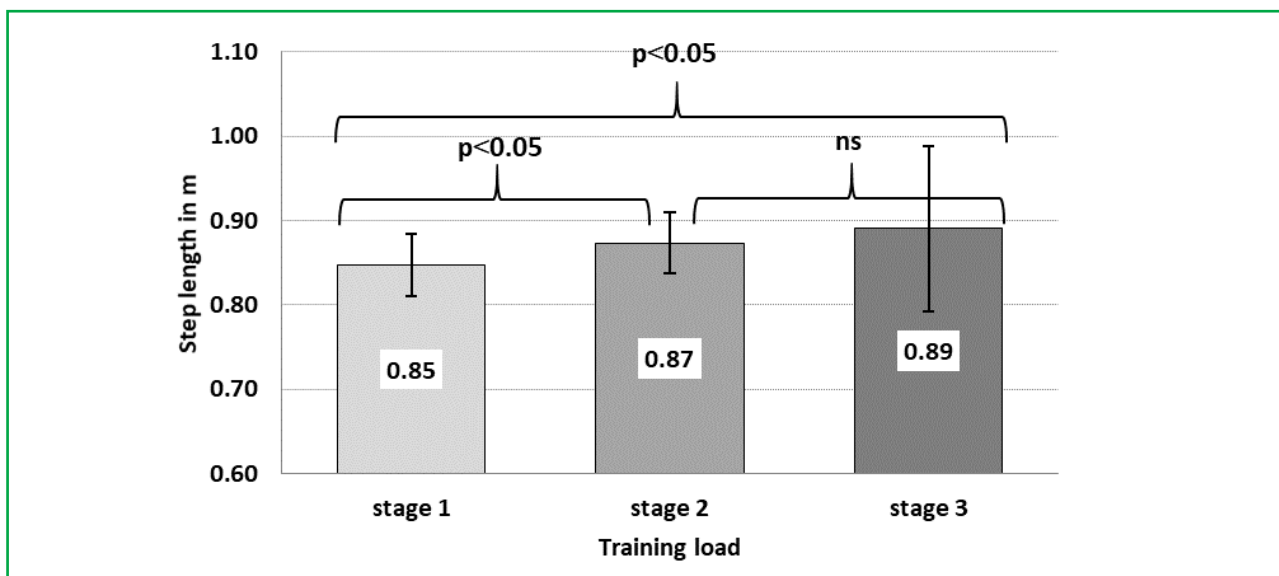 1.10
p<0.05
1.00
p<0.05
ns
0.90
0.80
0.70
0.60
Step length in m
0.85
0.87
0.89
stage 1
stage 2
stage 3
Training load